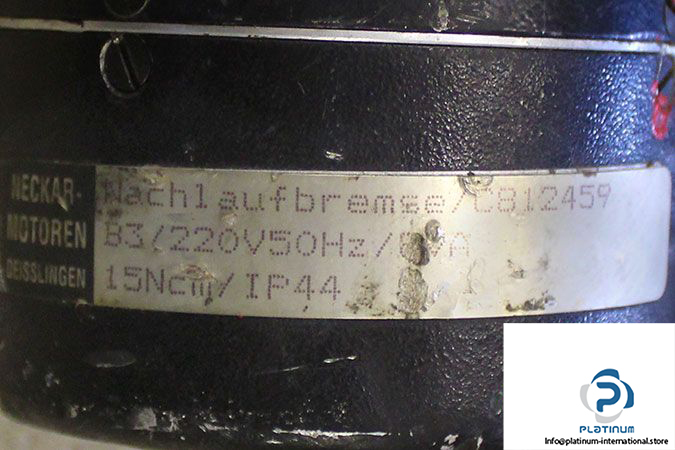 NECKAR-
MOTOREN
DEISSLINGEN
Nachlaufbremse/C812459
B3/220V50Hz/
15Ncm/IP44
PLATINUM
Info@platinum-international.store